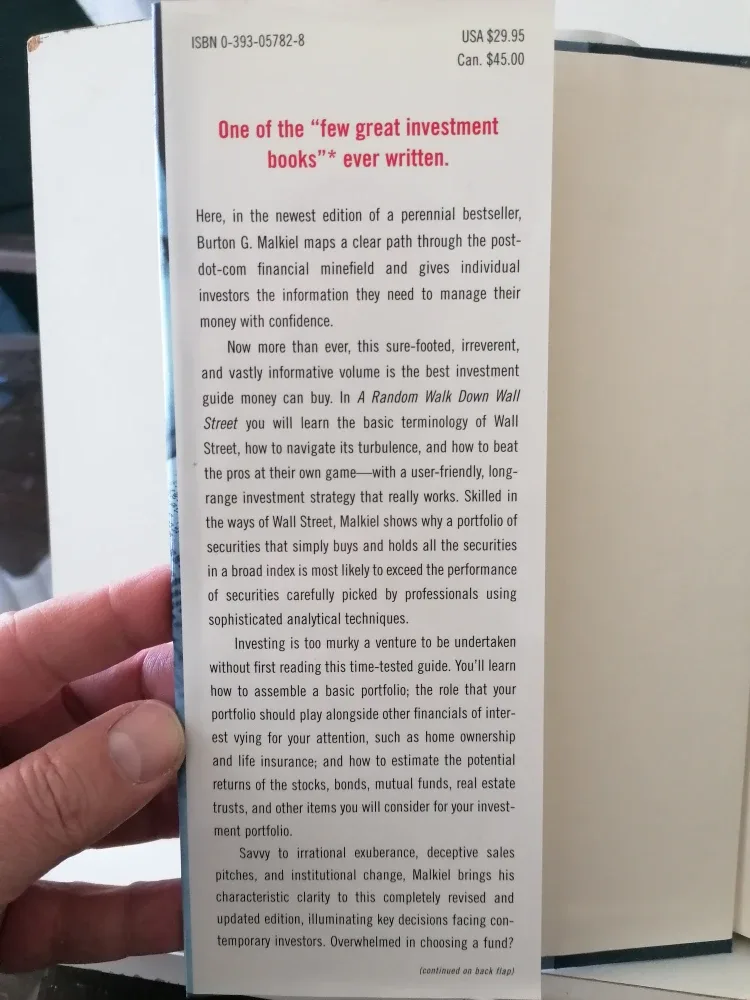 ISBN 0-393-05782-8
USA $29.95
Can. $45.00
One of the “few great investment
books”* ever written.
Here, in the newest edition of a perennial bestseller,
Burton G. Malkiel maps a clear path through the post-
dot-com financial minefield and gives individual
investors the information they need to manage their
money with confidence.
Now more than ever, this sure-footed, irreverent,
and vastly informative volume is the best investment
guide money can buy. In A Random Walk Down Wall
Street you will learn the basic terminology of Wall
Street, how to navigate its turbulence, and how to beat
the pros at their own game—with a user-friendly, long-
range investment strategy that really works. Skilled in
the ways of Wall Street, Malkiel shows why a portfolio of
securities that simply buys and holds all the securities
in a broad index is most likely to exceed the performance
of securities carefully picked by professionals using
sophisticated analytical techniques.
Investing is too murky a venture to be undertaken
without first reading this time-tested guide. You’ll learn
how to assemble a basic portfolio; the role that your
portfolio should play alongside other financials of inter-
est vying for your attention, such as home ownership
and life insurance; and how to estimate the potential
returns of the stocks, bonds, mutual funds, real estate
trusts, and other items you will consider for your invest-
ment portfolio.
Savvy to irrational exuberance, deceptive sales
pitches, and institutional change, Malkiel brings his
characteristic clarity to this completely revised and
updated edition, illuminating key decisions facing con-
temporary investors. Overwhelmed in choosing a fund?
(continued on back flap)